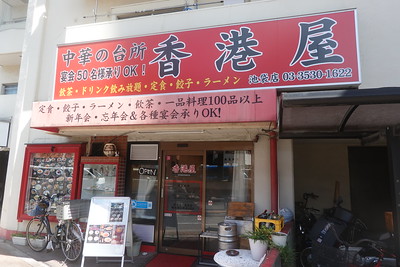 中華の台所
宴会50名様承りOK!
香港屋
飲茶・ドリンク飲み放題・定食・餃子・ラーメン
池袋店 03-3530-1622
定食・餃子・ラーメン・飲茶・一品料理100品以上
新年会・忘年会&各種宴会承りOK!
OPEN
香港屋